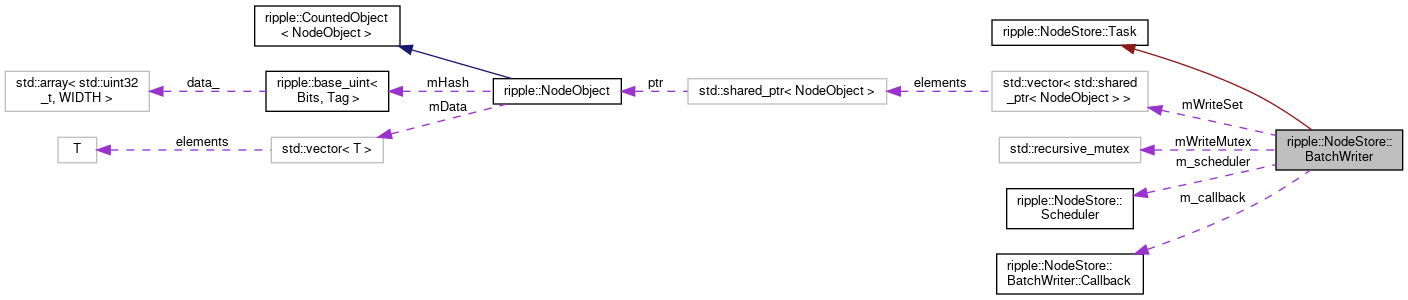 ripple::CountedObject
< NodeObject >
ripple::NodeStore::Task
std::array< std::uint32
_t, WIDTH >
data_
ripple::base_uint<
Bits, Tag >
mHash
mData
ripple::NodeObject
ptr
std::shared_ptr< NodeObject >
elements
std::vector< std::shared
_ptr< NodeObject > >
mWriteSet
T
elements
std::vector< T >
std::recursive_mutex
mWriteMutex
ripple::NodeStore::
BatchWriter
m_scheduler
ripple::NodeStore::
Scheduler
m_callback
ripple::NodeStore::
BatchWriter::Callback